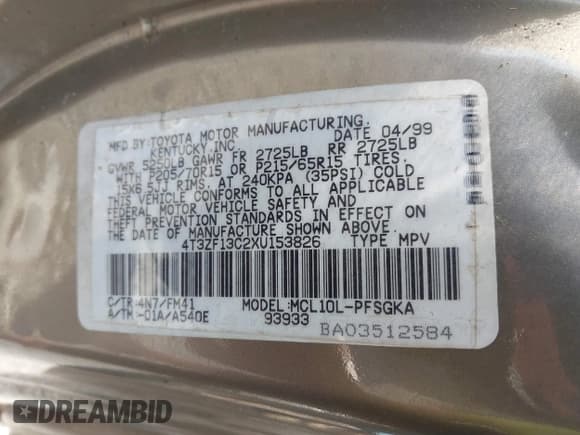 MFD BY: TOYOTA MOTOR MANUFACTURING,
KENTUCKY, INC. DATE 04/99
GVWR 5250LB GAWR FR 2725LB RR 2725LB
WITH P205/70R15 OR P215/65R15 TIRES.
15X6.5JJ RIMS, AT 240KPA (35PSI) COLD
THIS VEHICLE CONFORMS TO ALL APPLICABLE
FEDERAL MOTOR VEHICLE SAFETY AND
THEFT PREVENTION STANDARDS IN EFFECT ON
THE DATE OF MANUFACTURE SHOWN ABOVE.
4T3ZF13C2XU153826 TYPE MPV
C/TR:4N7/FM41 MODEL:MCL10L-PFSGKA
A/TM:-01A/A540E 93933
BA03512584
DREAMBID